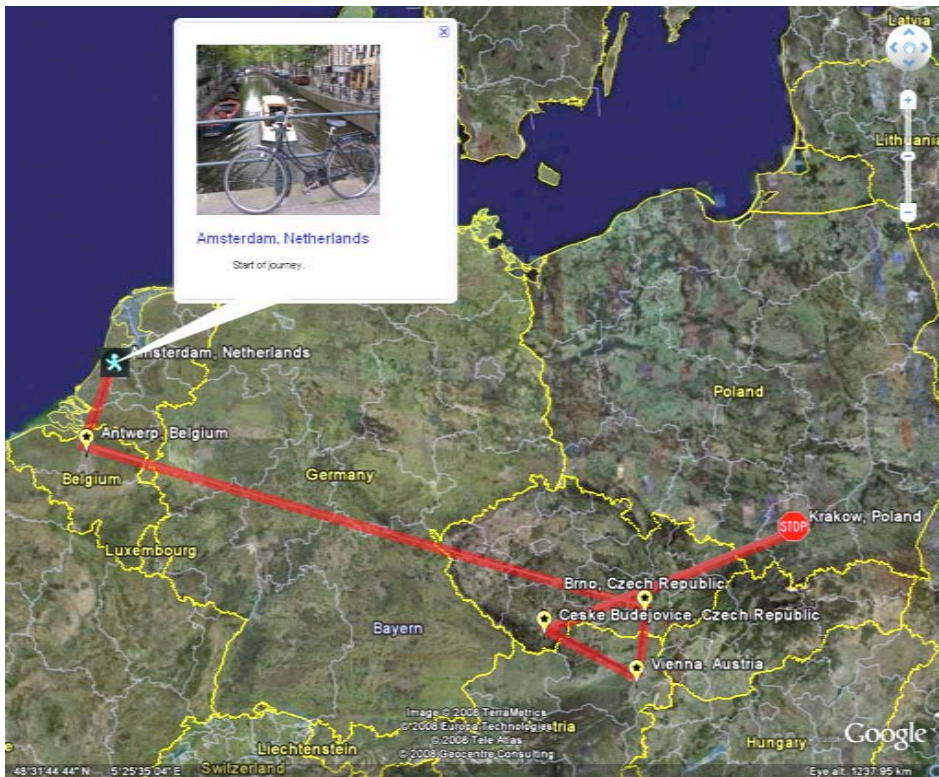 Latvia
Lithuania
Amsterdam, Netherlands
Start of journey.
Amsterdam, Netherlands
Poland
Antwerp, Belgium
Belgium
Germany
STOP
Krakow, Poland
Luxembourg
Brno, Czech Republic
Ceske Budejovice, Czech Republic
Bayern
Vienna, Austria
Image © 2008 TerraMetrics
© 2008 Europa Technologies
tria
© 2008 Tele Atlas
© 2008 Geocentre Consulting
Google
e
Liechtenstein
Hungary
Switzerland
48°31'44.44" N 5°25'35.04" E
Eye alt: 1237.95 km